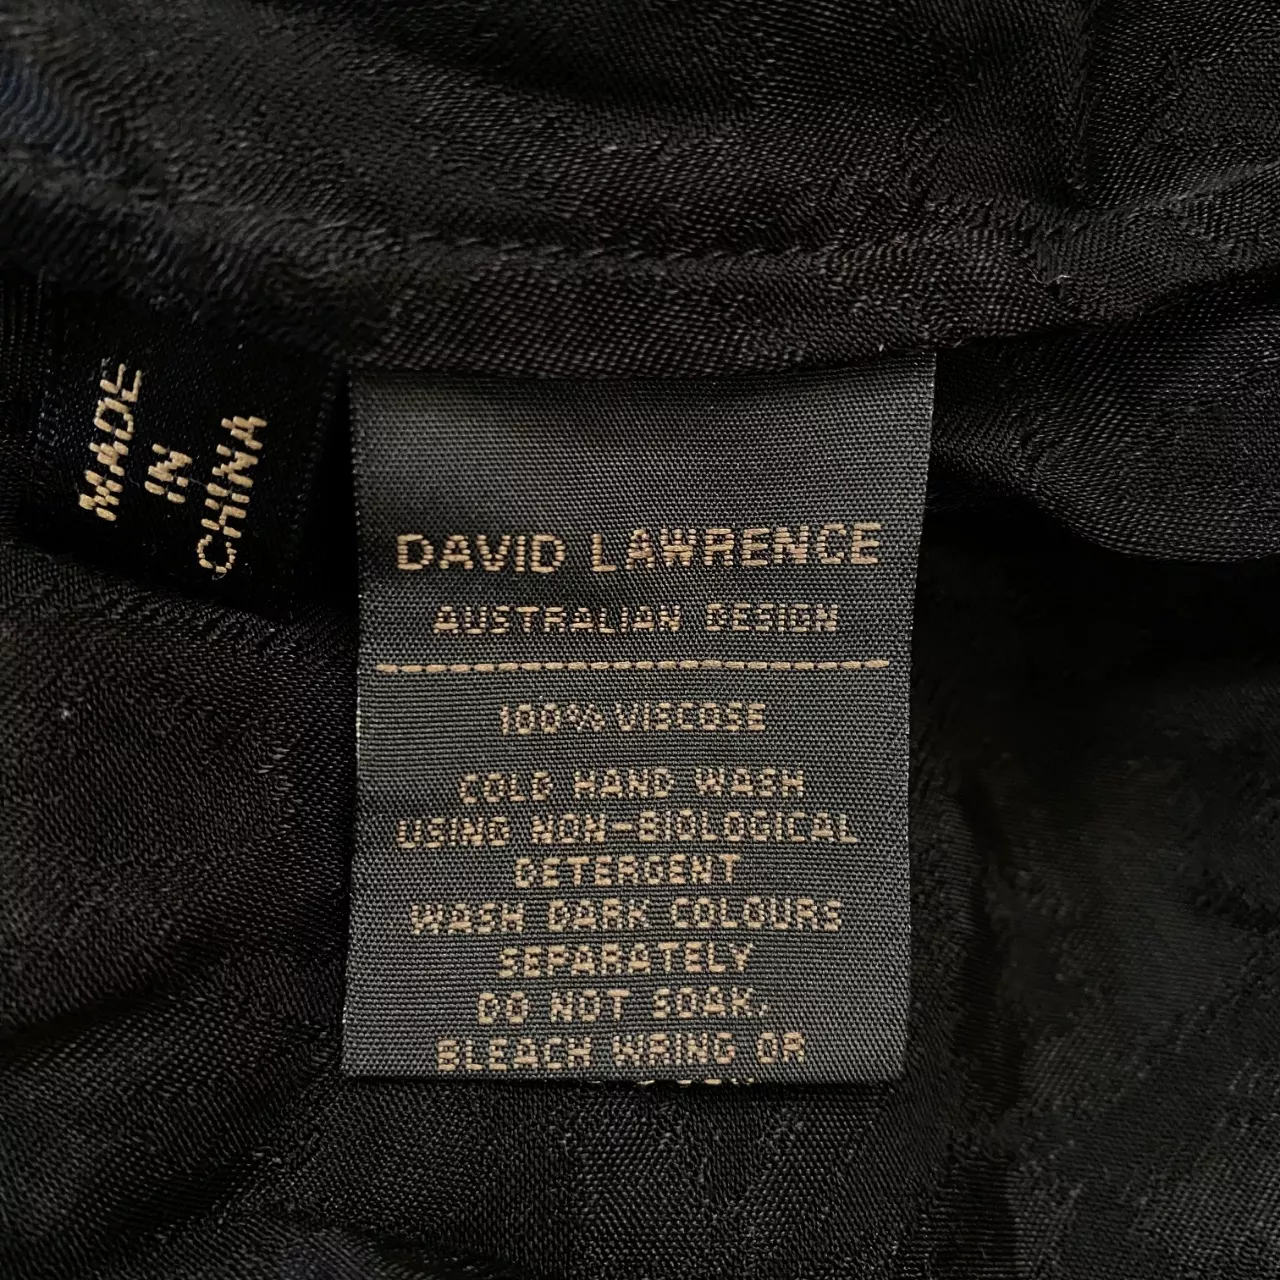 MADE
IN
CHINA
DAVID LAWRENCE
AUSTRALIAN DESIGN
100% VISCOSE
COLD HAND WASH
USING NON-BIOLOGICAL
DETERGENT
WASH DARK COLOURS
SEPARATELY
DO NOT SOAK,
BLEACH WRING OR